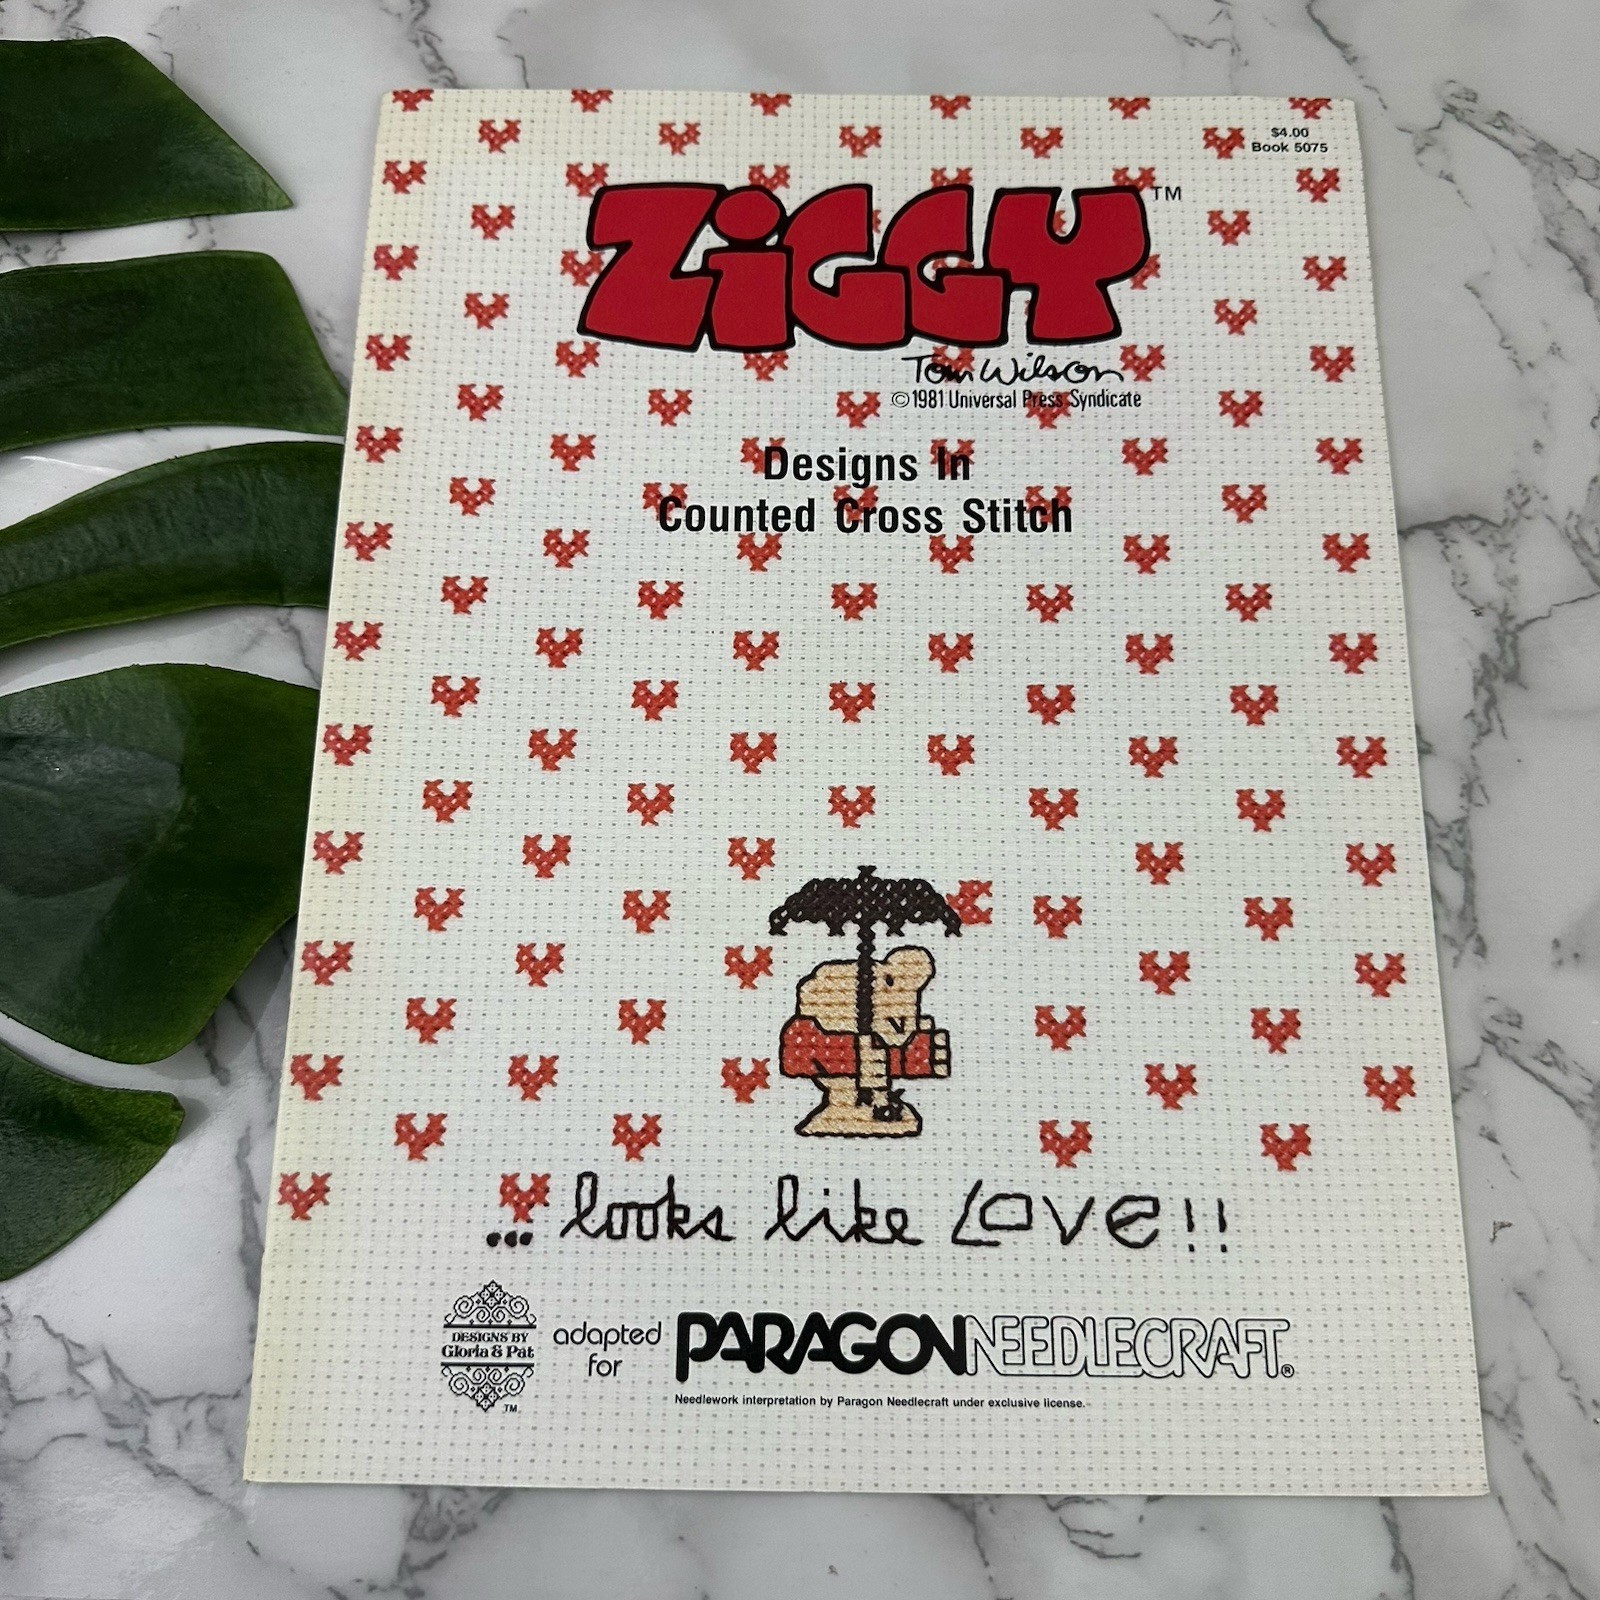 $4.00
Book 5075
ZiGGY™
Tom Wilson
©1981 Universal Press Syndicate
Designs In
Counted Cross Stitch
... looks like LOVe!!
DESIGNS BY
Gloria & Pat
TM
adapted
for
PARAGON NEEDLECRAFT®
Needlework interpretation by Paragon Needlecraft under exclusive license.